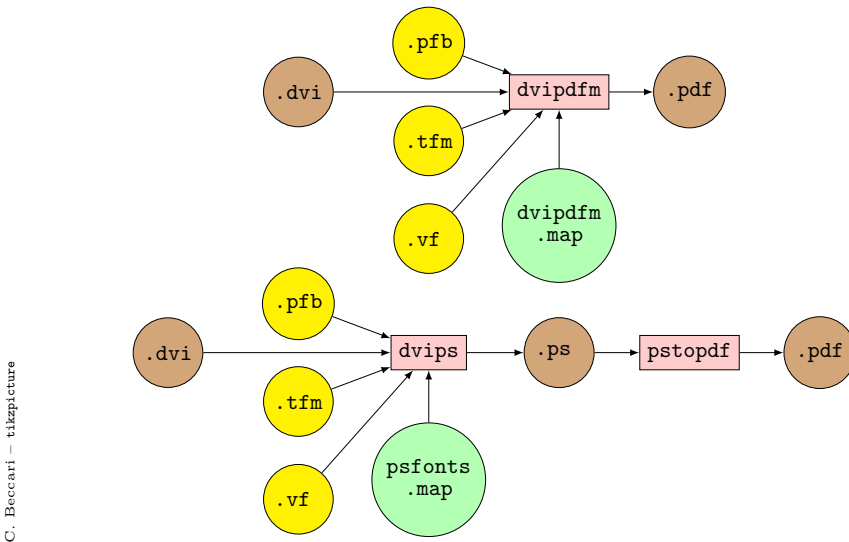 .pfb
.dvi
dvipdfm
.pdf
.tfm
.vf
dvipdfm
.map
.pfb
.dvi
dvips
.ps
pstopdf
.pdf
.tfm
.vf
psfonts
.map
C. Beccari – tikzpicture